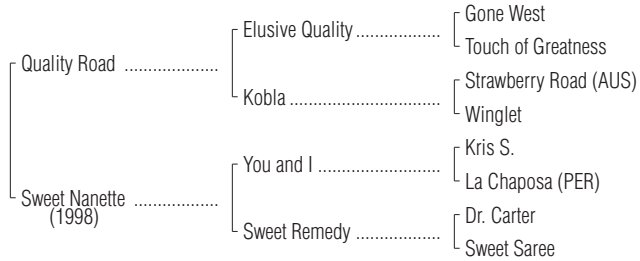 Gone West
Elusive Quality ..................
Touch of Greatness
Quality Road ....................
Strawberry Road (AUS)
Kobla ................................
Winglet
Kris S.
You and I ..........................
La Chaposa (PER)
Sweet Nanette ..................
(1998)
Dr. Carter
Sweet Remedy ..................
Sweet Saree